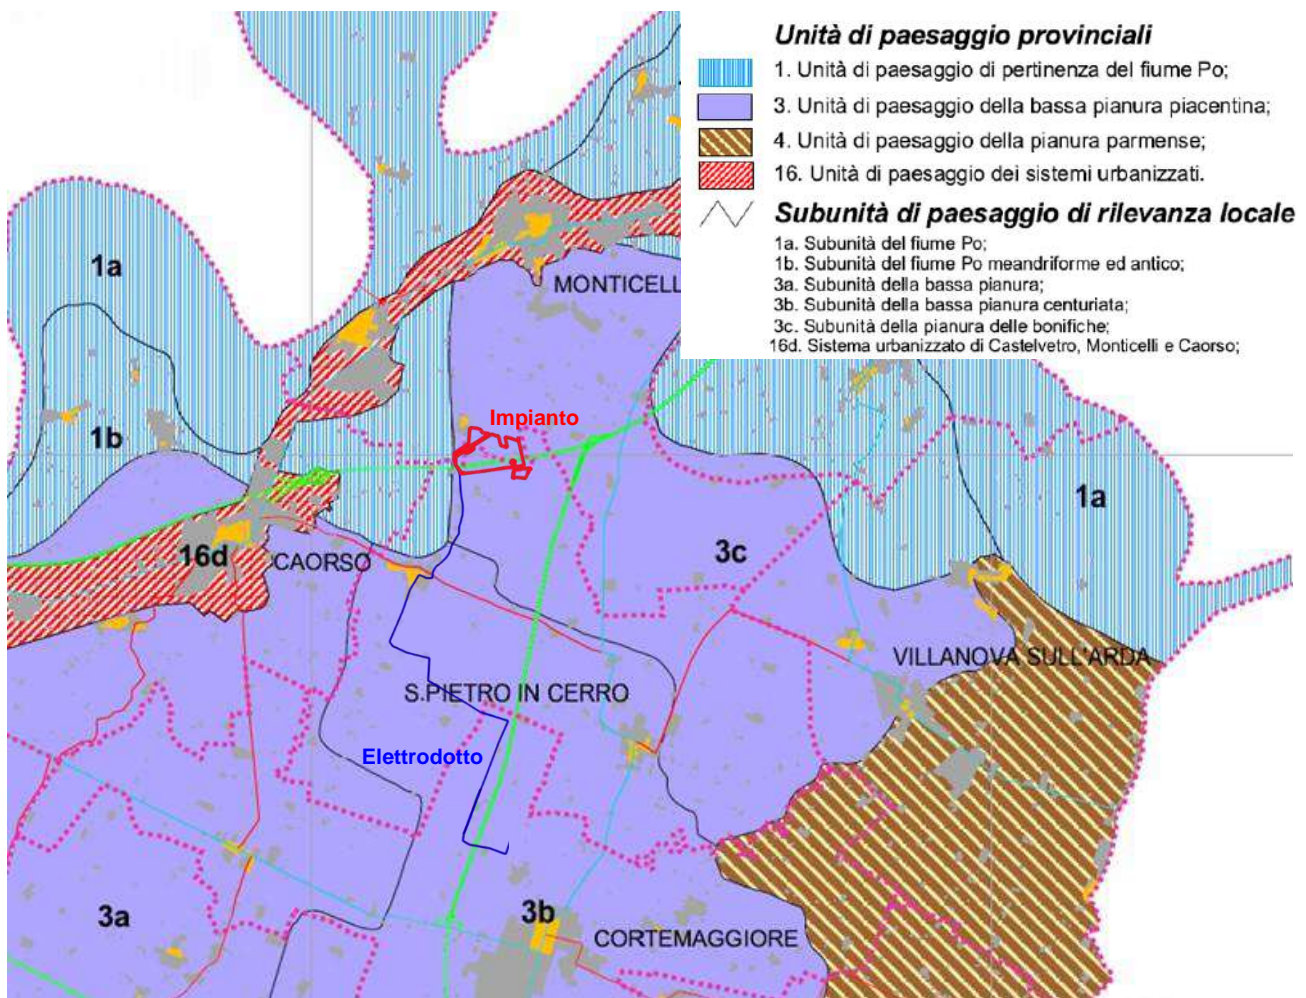 Unità di paesaggio provinciali
1. Unità di paesaggio di pertinenza del fiume Po;
3. Unità di paesaggio della bassa pianura piacentina;
4. Unità di paesaggio della pianura parmense;
16. Unità di paesaggio dei sistemi urbanizzati.
Subunità di paesaggio di rilevanza locale
1a. Subunità del fiume Po;
1b. Subunità del fiume Po meandriforme ed antico;
3a. Subunità della bassa pianura;
3b. Subunità della bassa pianura centuriata;
3c. Subunità della pianura delle bonifiche;
16d. Sistema urbanizzato di Castelvetro, Monticelli e Caorso;
1a
MONTICELL
Impianto
1b
1a
16d
CAORSO
3c
VILLANOVA SULL'ARDA
S.PIETRO IN CERRO
Elettrodotto
3a
3b
CORTEMAGGIORE